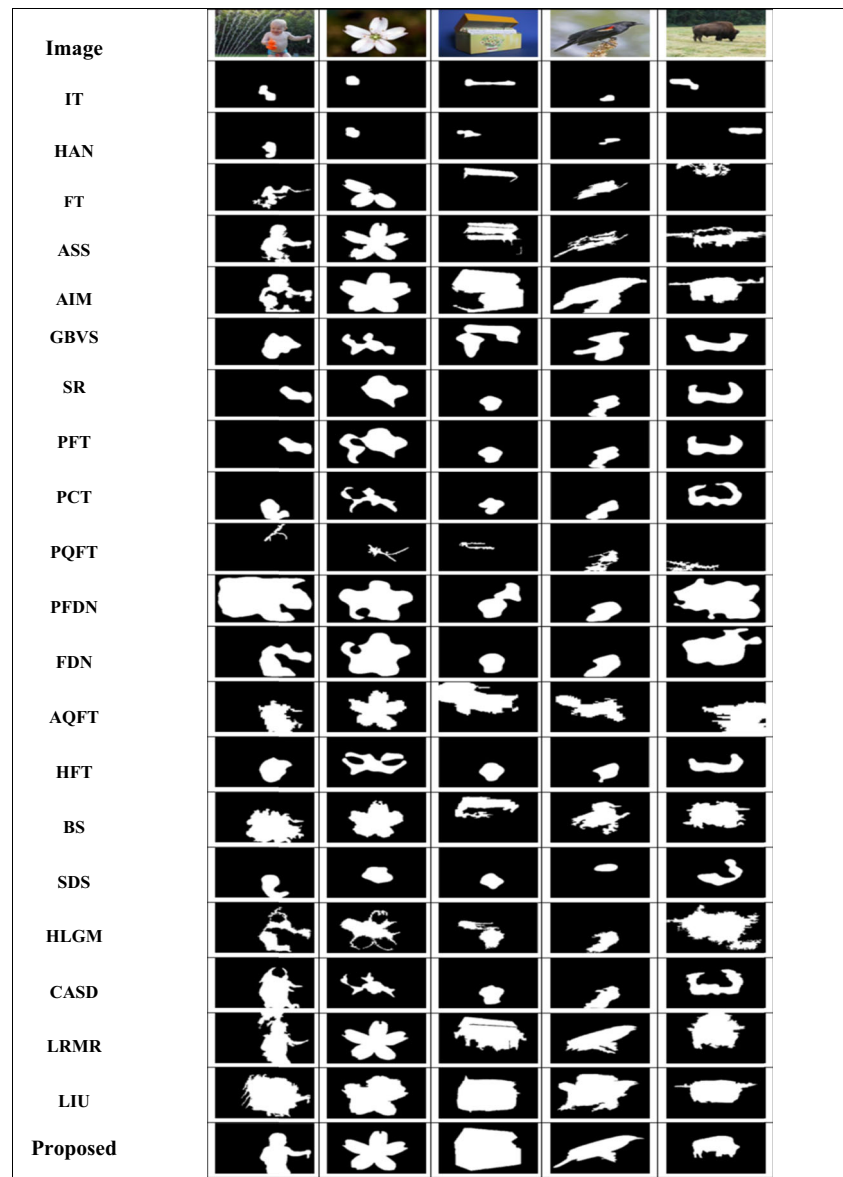 Image
IT
HAN
FT
ASS
AIM
GBVS
SR
PFT
PCT
PQFT
PFDN
FDN
AQFT
HFT
BS
SDS
HLGM
CASD
LRMR
LIU
Proposed